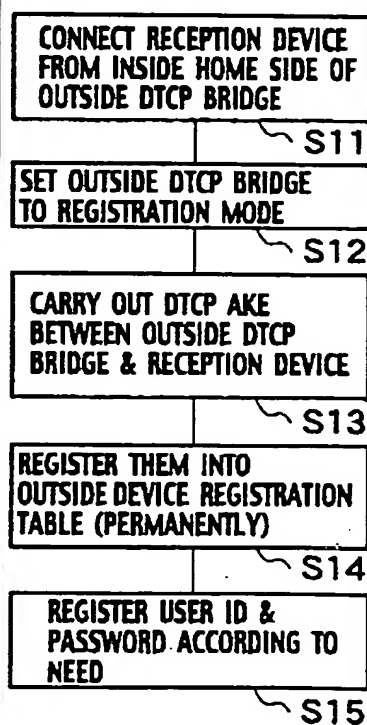 CONNECT RECEPTION DEVICE
FROM INSIDE HOME SIDE OF
OUTSIDE DTCP BRIDGE
S11
SET OUTSIDE DTCP BRIDGE
TO REGISTRATION MODE
S12
CARRY OUT DTCP AKE
BETWEEN OUTSIDE DTCP
BRIDGE & RECEPTION DEVICE
S13
REGISTER THEM INTO
OUTSIDE DEVICE REGISTRATION
TABLE (PERMANENTLY)
S14
REGISTER USER ID &
PASSWORD ACCORDING TO
NEED
S15